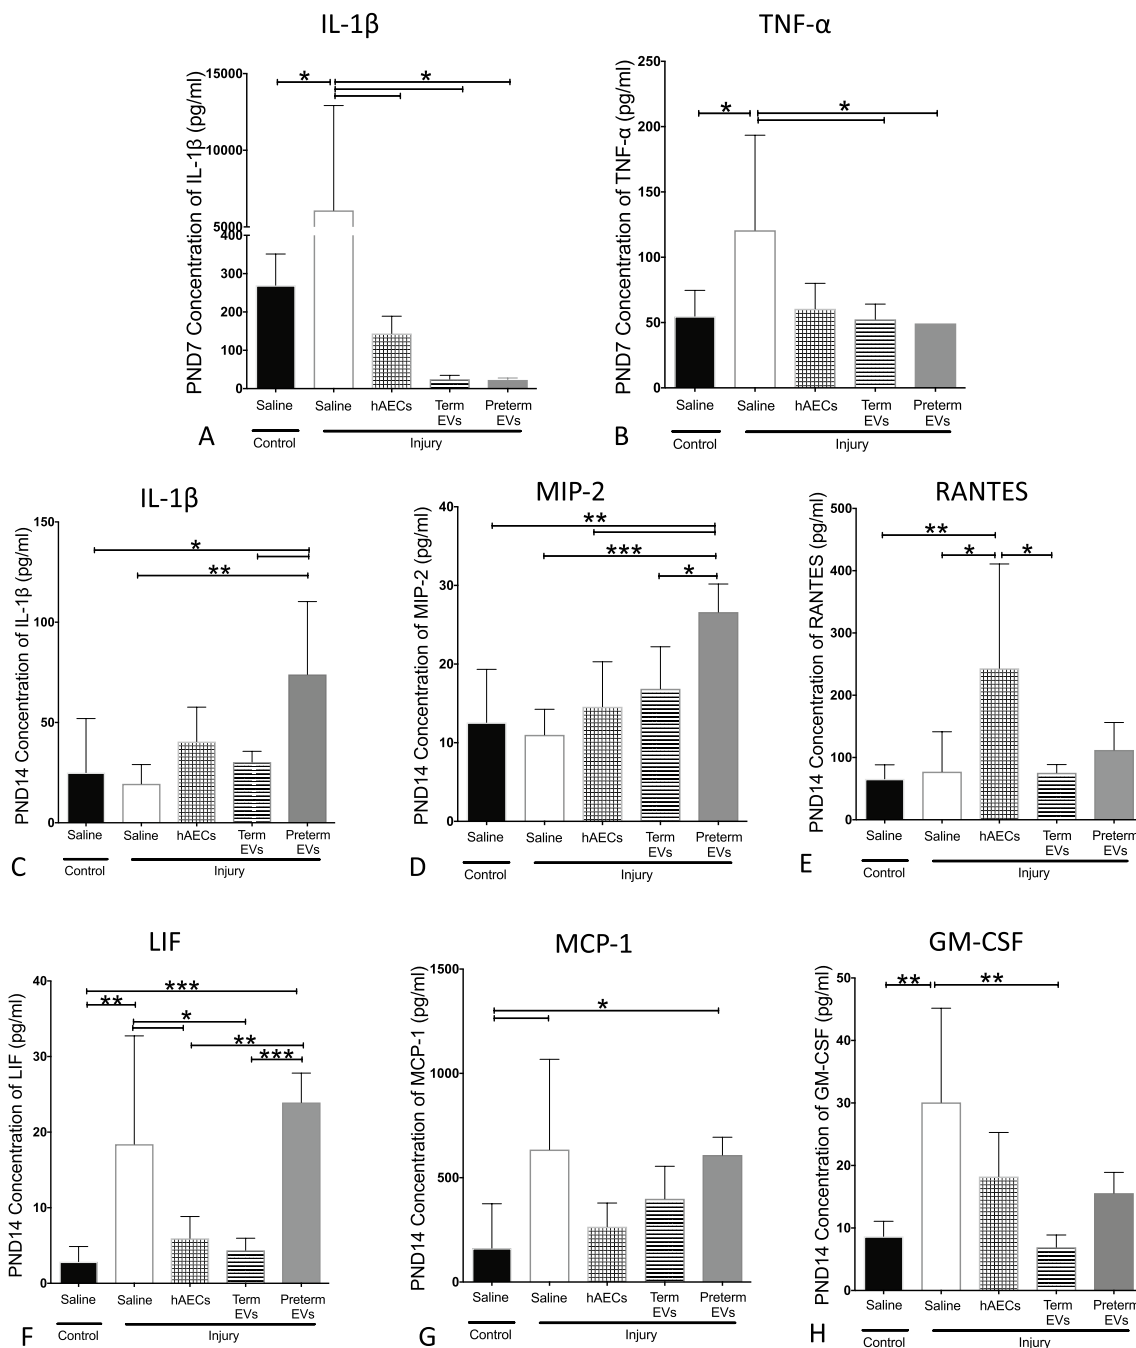 IL-1β
PND7 Concentration of IL-1β (pg/ml)
15000
10000
5000
400
300
200
100
0
* *
Saline Saline hAECs Term EVs Preterm EVs
Control Injury
A
TNF-α
PND7 Concentration of TNF-α (pg/ml)
250
200
150
100
50
0
* *
Saline Saline hAECs Term EVs Preterm EVs
Control Injury
B
IL-1β
PND14 Concentration of IL-1β (pg/ml)
150
100
50
0
*
**
Saline Saline hAECs Term EVs Preterm EVs
Control Injury
C
MIP-2
PND14 Concentration of MIP-2 (pg/ml)
40
30
20
10
0
**
***
*
Saline Saline hAECs Term EVs Preterm EVs
Control Injury
D
RANTES
PND14 Concentration of RANTES (pg/ml)
500
400
300
200
100
0
**
* *
Saline Saline hAECs Term EVs Preterm EVs
Control Injury
E
LIF
PND14 Concentration of LIF (pg/ml)
40
30
20
10
0
***
**
*
**
***
Saline Saline hAECs Term EVs Preterm EVs
Control Injury
F
MCP-1
PND14 Concentration of MCP-1 (pg/ml)
1500
1000
500
0
*
Saline Saline hAECs Term EVs Preterm EVs
Control Injury
G
GM-CSF
PND14 Concentration of GM-CSF (pg/ml)
50
40
30
20
10
0
** **
Saline Saline hAECs Term EVs Preterm EVs
Control Injury
H